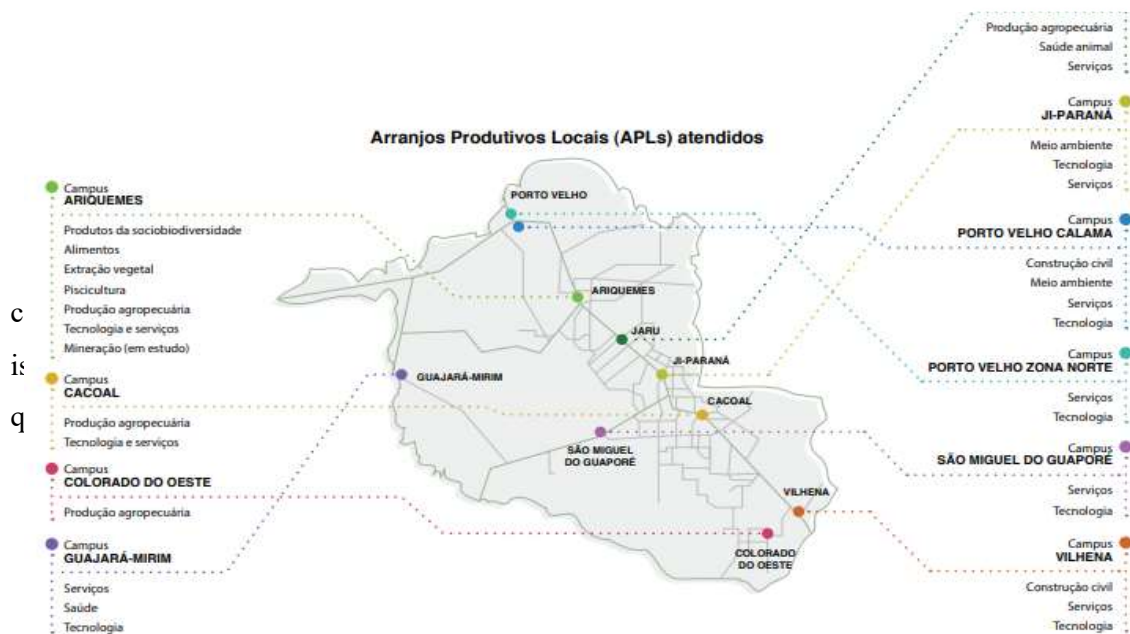 Arranjos Produtivos Locais (APLs) atendidos
Campus
ARIQUEMES
Produtos da sociobiodiversidade
Alimentos
Extração vegetal
Piscicultura
Produção agropecuária
Tecnologia e serviços
Mineração (em estudo)
Campus
CACOAL
Produção agropecuária
Tecnologia e serviços
Campus
COLORADO DO OESTE
Produção agropecuária
Campus
GUAJARÁ-MIRIM
Serviços
Saúde
Tecnologia
c
is
q
PORTO VELHO
ARIQUEMES
JARU
JI-PARANÁ
GUAJARÁ-MIRIM
CACOAL
SÃO MIGUEL
DO GUAPORÉ
VILHENA
COLORADO
DO OESTE
Produção agropecuária
Saúde animal
Serviços
Campus
JI-PARANÁ
Meio ambiente
Tecnologia
Serviços
Campus
PORTO VELHO CALAMA
Construção civil
Meio ambiente
Serviços
Tecnologia
Campus
PORTO VELHO ZONA NORTE
Serviços
Tecnologia
Campus
SÃO MIGUEL DO GUAPORÉ
Serviços
Tecnologia
Campus
VILHENA
Construção civil
Serviços
Tecnologia